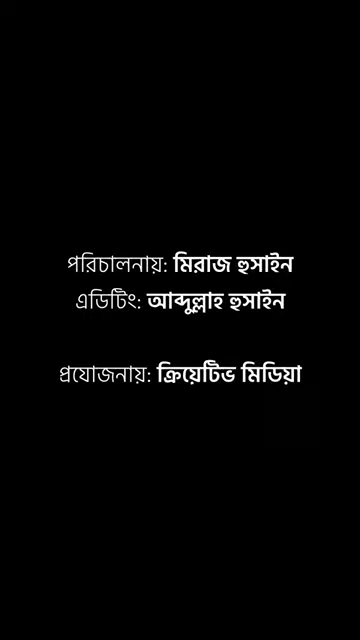 পরিচালনায়: মিরাজ হুসাইন
এডিটিং: আব্দুল্লাহ হুসাইন
প্রযোজনায়: ক্রিয়েটিভ মিডিয়া